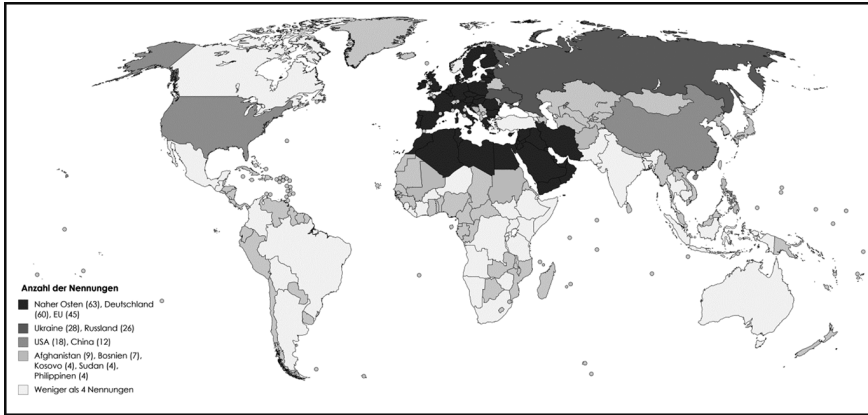 Anzahl der Nennungen
Naher Osten (63), Deutschland
(60), EU (45)
Ukraine (28), Russland (26)
USA (18), China (12)
Afghanistan (9), Bosnien (7),
Kosovo (4), Sudan (4),
Philippinen (4)
Weniger als 4 Nennungen